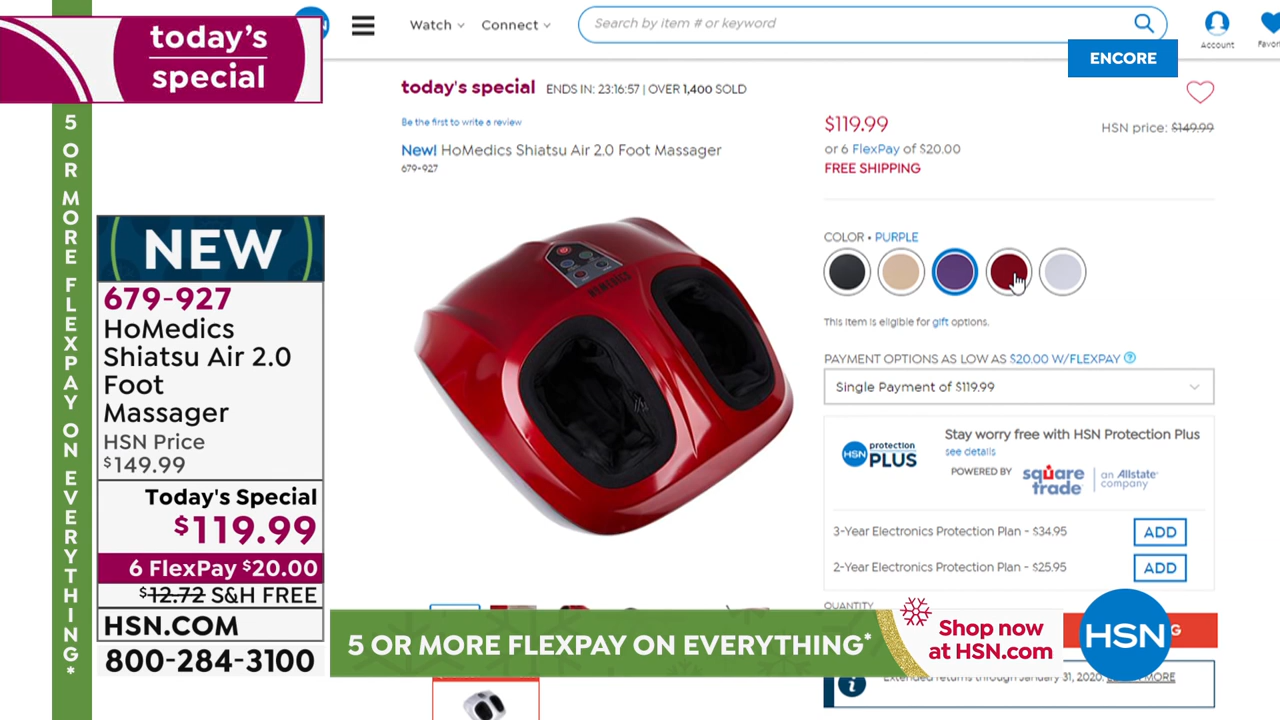 today's
special
5 OR MORE FLEXPAY ON EVERYTHING*
NEW
679-927
HoMedics
Shiatsu Air 2.0
Foot
Massager
HSN Price
$149.99
Today's Special
$119.99
6 FlexPay $20.00
$12.72 S&H FREE
HSN.COM
800-284-3100
Watch
Connect
Search by item # or keyword
Account
ENCORE
today's special ENDS IN: 23:16:57 | OVER 1,400 SOLD
Be the first to write a review
New! HoMedics Shiatsu Air 2.0 Foot Massager
679-927
HOMEDICS
$119.99
HSN price: $149.99
or 6 FlexPay of $20.00
FREE SHIPPING
COLOR • PURPLE
This item is eligible for gift options.
PAYMENT OPTIONS AS LOW AS $20.00 W/FLEXPAY ?
Single Payment of $119.99
HSN protection PLUS
Stay worry free with HSN Protection Plus
see details
POWERED BY square trade | an Allstate company
3-Year Electronics Protection Plan - $34.95 ADD
2-Year Electronics Protection Plan - $25.95 ADD
QUANTITY
5 OR MORE FLEXPAY ON EVERYTHING*
Shop now
at HSN.com
HSN
Extended returns through January 31, 2020.